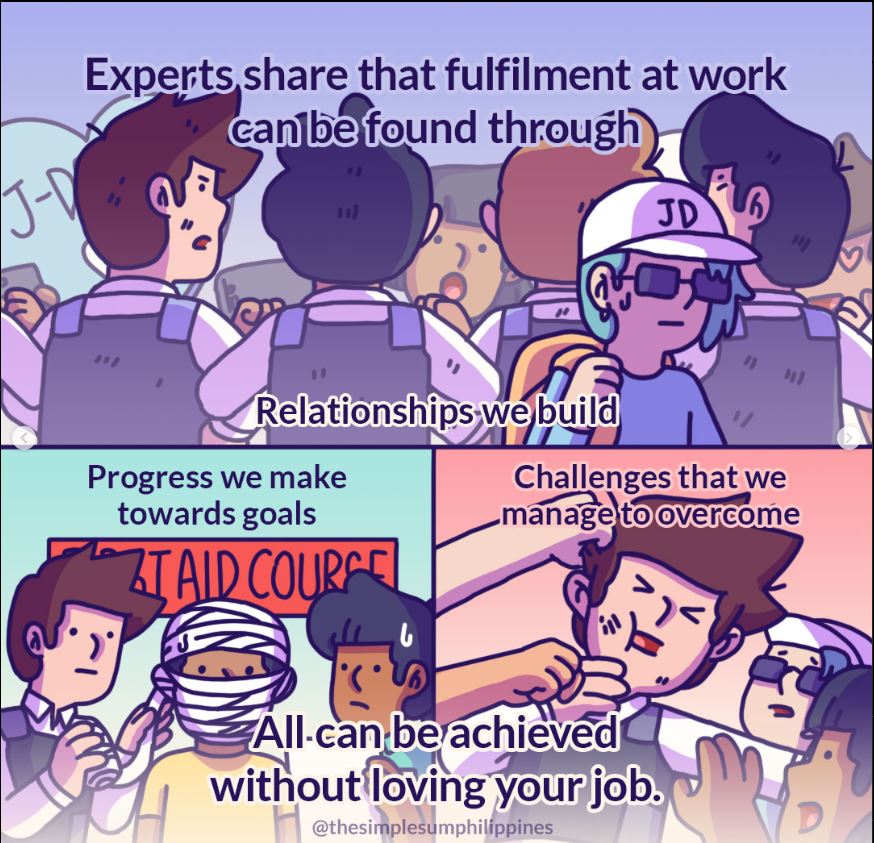 Experts share that fulfilment at work
can be found through
J-D
JD
Relationships we build
Progress we make
towards goals
Challenges that we
manage to overcome
AID COURSE
All can be achieved
without loving your job.
@thesimplesumphilippines